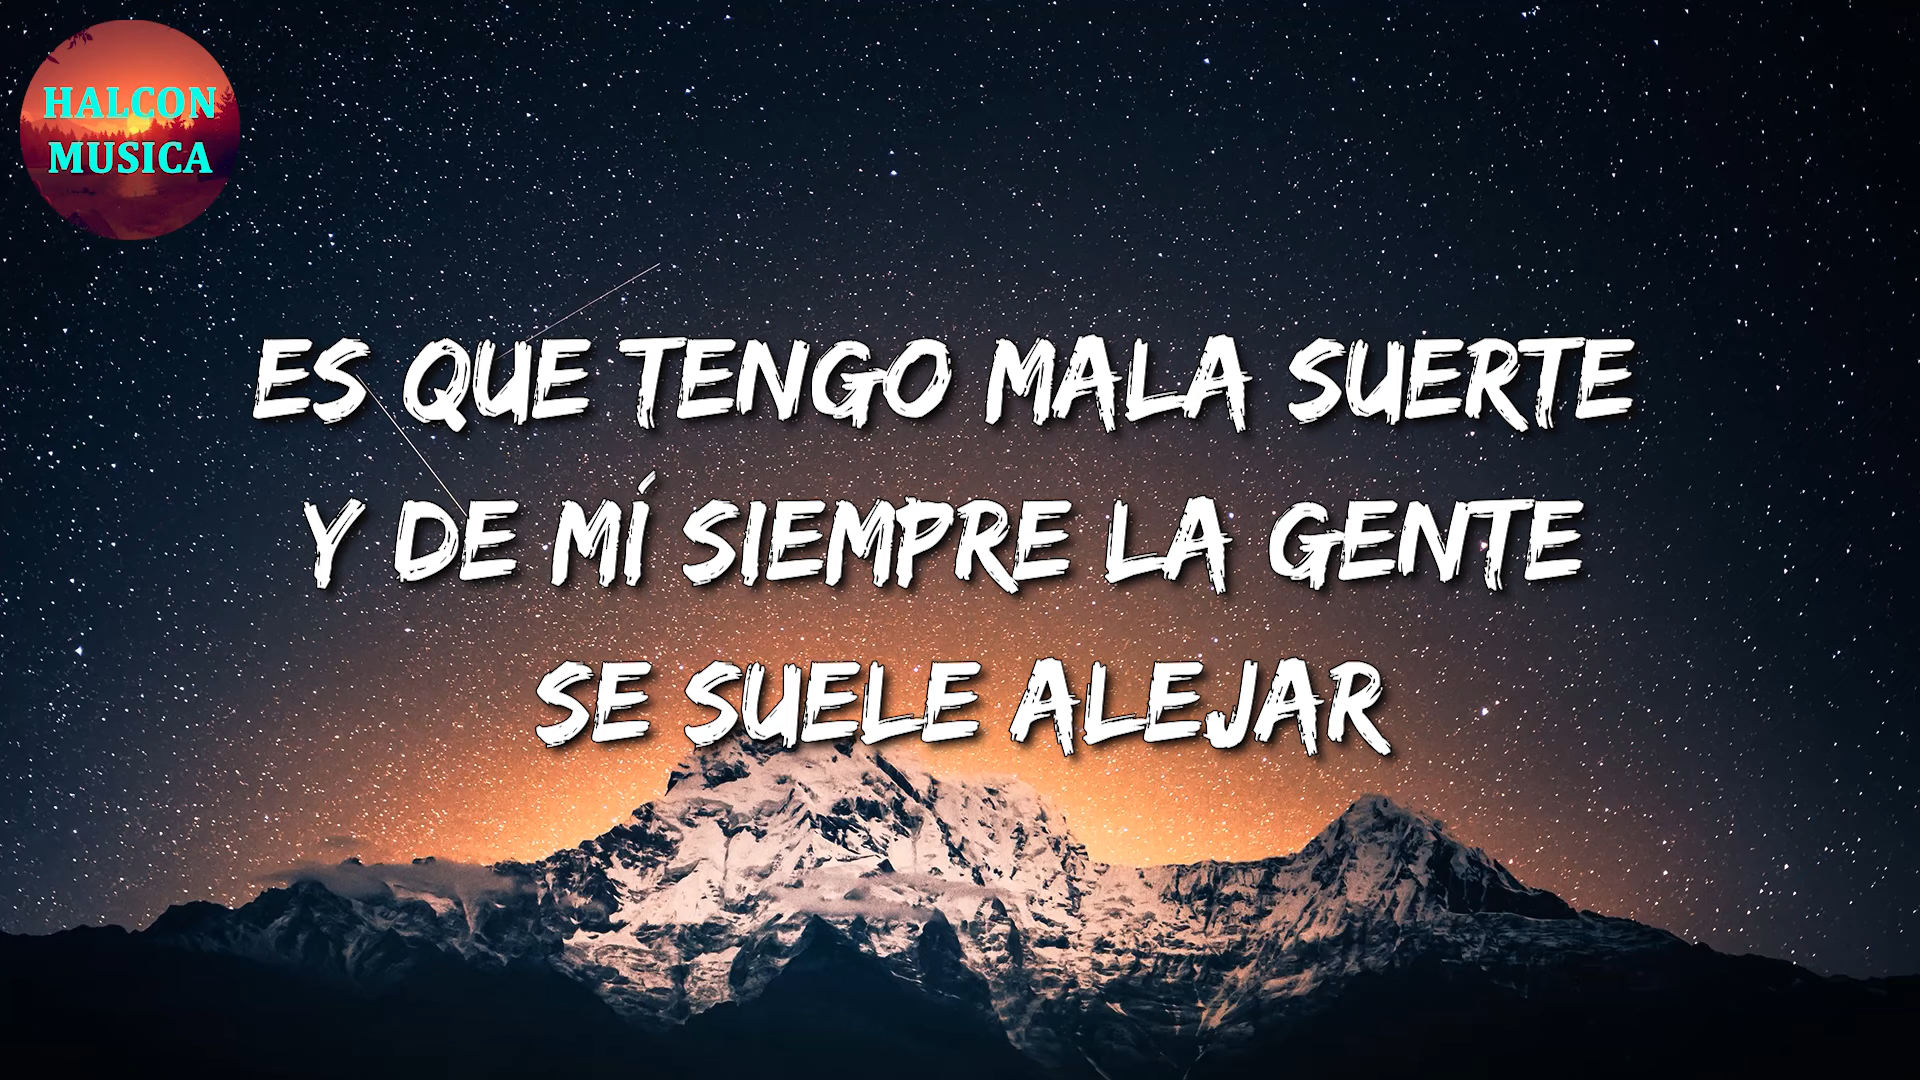 HALCON
MUSICA
ES QUE TENGO MALA SUERTE
Y DE MÍ SIEMPRE LA GENTE
SE SUELE ALEJAR